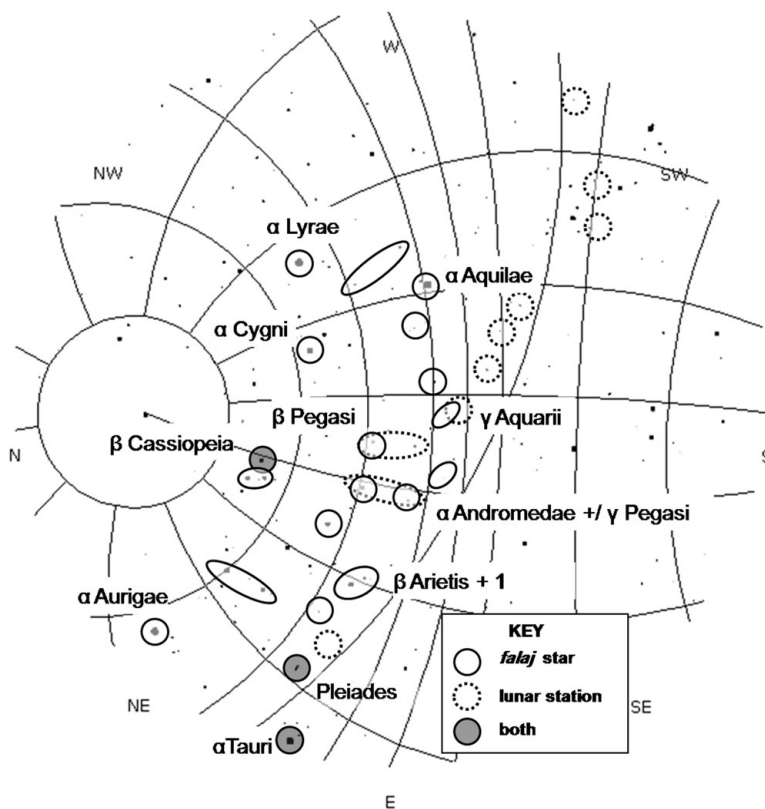 W
NW
SW
α Lyrae
α Aquilae
α Cygni
β Pegasi
γ Aquarii
β Cassiopeia
N
S
α Andromedae +/ γ Pegasi
α Aurigae
β Arietis + 1
KEY
falaj star
lunar station
both
Pleiades
NE
SE
αTauri
E